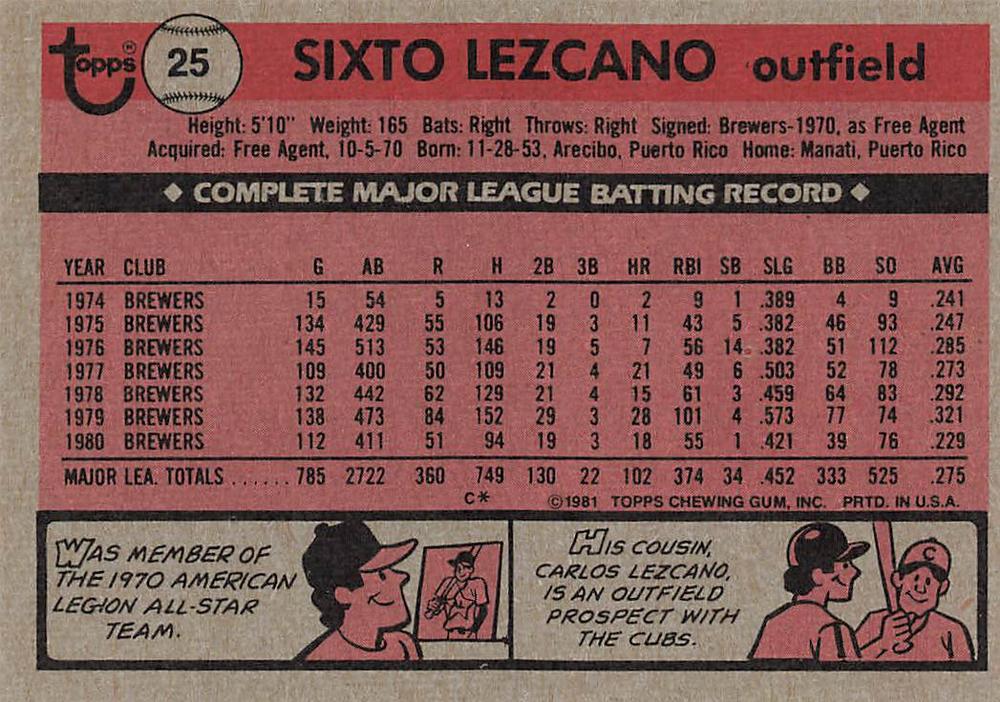 topps® 25 SIXTO LEZCANO outfield
Height: 5'10" Weight: 165 Bats: Right Throws: Right Signed: Brewers-1970, as Free Agent
Acquired: Free Agent, 10-5-70 Born: 11-28-53, Arecibo, Puerto Rico Home: Manati, Puerto Rico
◆ COMPLETE MAJOR LEAGUE BATTING RECORD ◆
YEAR CLUB G AB R H 2B 3B HR RBI SB SLG BB SO AVG
1974 BREWERS 15 54 5 13 2 0 2 9 1 .389 4 9 .241
1975 BREWERS 134 429 55 106 19 3 11 43 5 .382 46 93 .247
1976 BREWERS 145 513 53 146 19 5 7 56 14 .382 51 112 .285
1977 BREWERS 109 400 50 109 21 4 21 49 6 .503 52 78 .273
1978 BREWERS 132 442 62 129 21 4 15 61 3 .459 64 83 .292
1979 BREWERS 138 473 84 152 29 3 28 101 4 .573 77 74 .321
1980 BREWERS 112 411 51 94 19 3 18 55 1 .421 39 76 .229
MAJOR LEA. TOTALS ...... 785 2722 360 749 130 22 102 374 34 .452 333 525 .275
C* ©1981 TOPPS CHEWING GUM, INC. PRTD. IN U.S.A.
WAS MEMBER OF
THE 1970 AMERICAN
LEGION ALL-STAR
TEAM.
HIS COUSIN,
CARLOS LEZCANO,
IS AN OUTFIELD
PROSPECT WITH
THE CUBS.
C